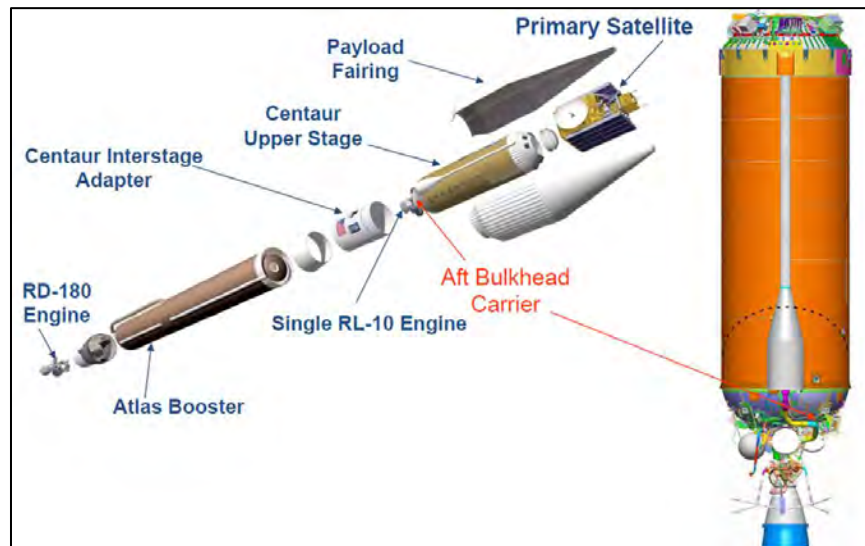 Primary Satellite
Payload
Fairing
Centaur
Upper Stage
Centaur Interstage
Adapter
Aft Bulkhead
Carrier
RD-180
Engine
Single RL-10 Engine
Atlas Booster